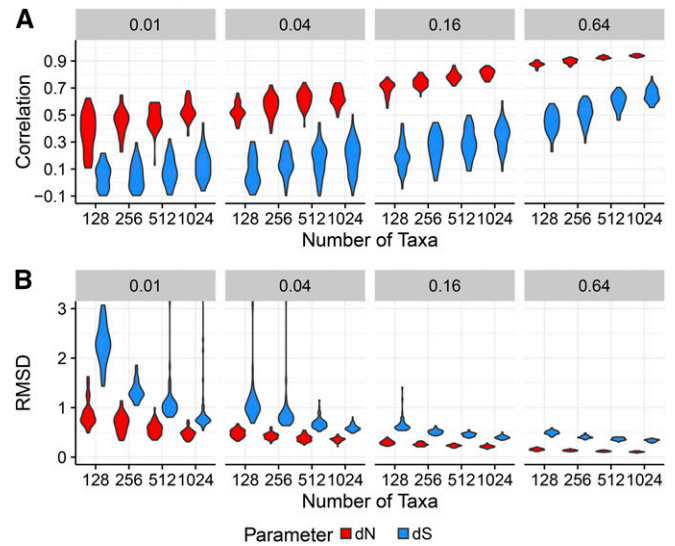 A
0.01 0.04 0.16 0.64
Correlation
0.9
0.7
0.5
0.3
0.1
−0.1
128 256 512 1024 128 256 512 1024 128 256 512 1024 128 256 512 1024
Number of Taxa
B
0.01 0.04 0.16 0.64
RMSD
3
2
1
0
128 256 512 1024 128 256 512 1024 128 256 512 1024 128 256 512 1024
Number of Taxa
Parameter dN dS